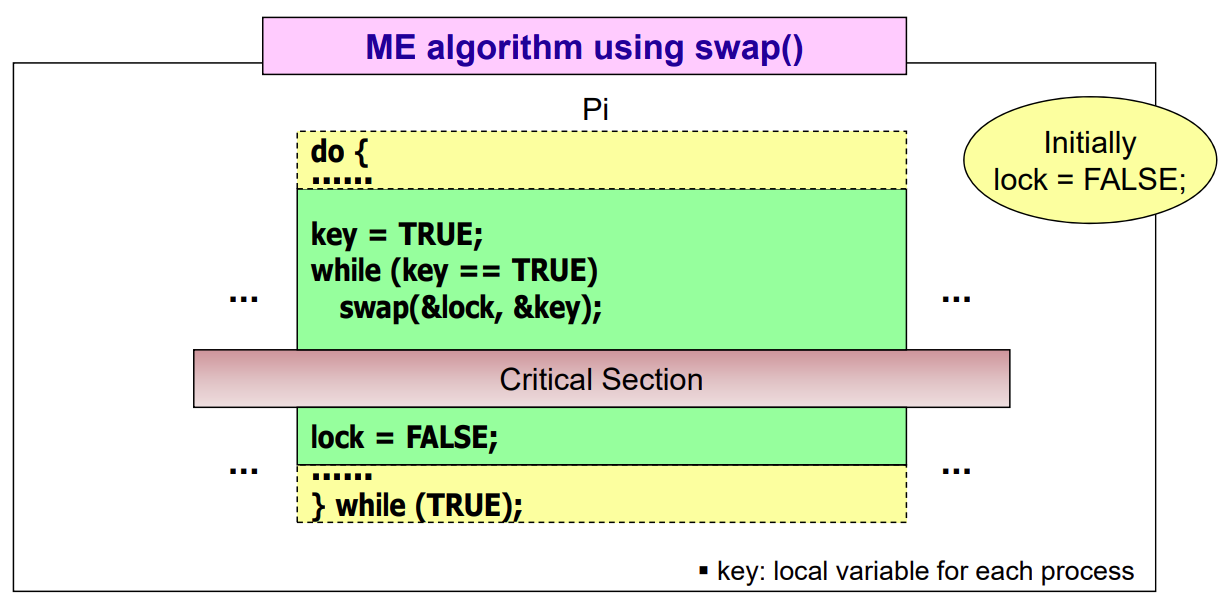 ME algorithm using swap()
Pi
Initially
lock = FALSE;
do {
......
key = TRUE;
while (key == TRUE)
swap(&lock, &key);
... ...
Critical Section
lock = FALSE;
... ...
......
} while (TRUE);
▪ key: local variable for each process